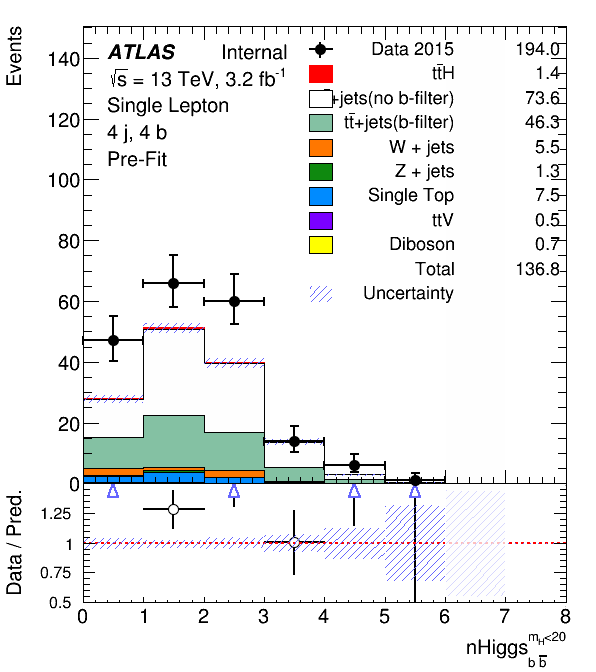 Events
ATLAS Internal
√s = 13 TeV, 3.2 fb⁻¹
Single Lepton
4 j, 4 b
Pre-Fit
Data 2015 194.0
tt̄H 1.4
+jets(no b-filter) 73.6
tt̄+jets(b-filter) 46.3
W + jets 5.5
Z + jets 1.3
Single Top 7.5
ttV 0.5
Diboson 0.7
Total 136.8
Uncertainty
140
120
100
80
60
40
20
0
Data / Pred.
1.25
1
0.75
0.5
0 1 2 3 4 5 6 7 8
nHiggs m_H<20 b b̄